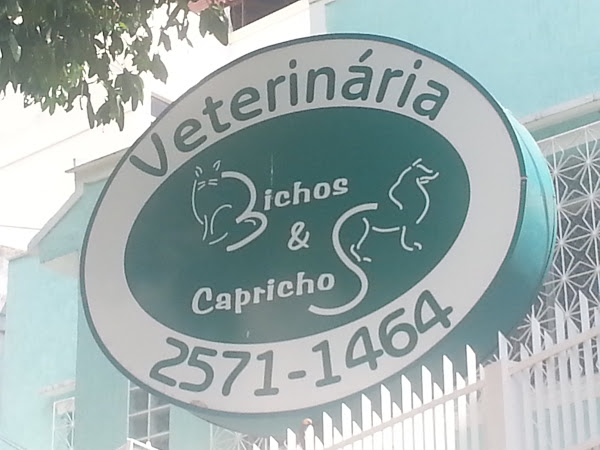 Veterinária
Bichos
&
Caprichos
2571-1464